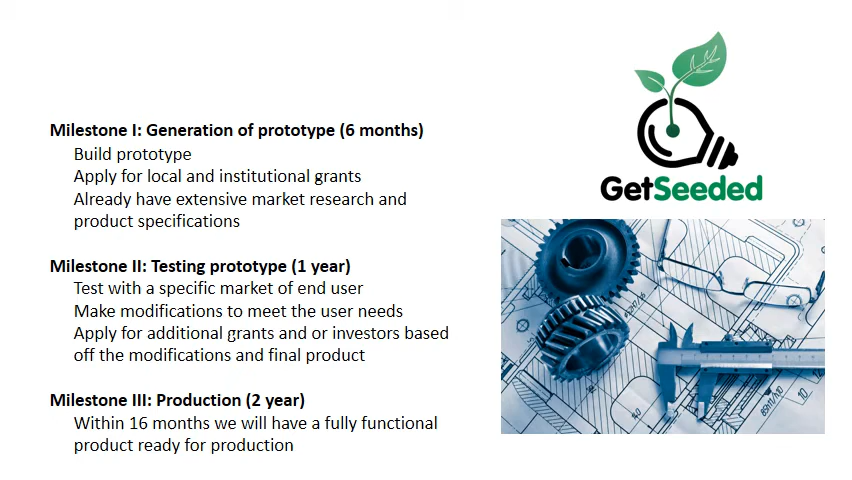 Milestone I: Generation of prototype (6 months)
Build prototype
Apply for local and institutional grants
Already have extensive market research and
product specifications
Milestone II: Testing prototype (1 year)
Test with a specific market of end user
Make modifications to meet the user needs
Apply for additional grants and or investors based
off the modifications and final product
Milestone III: Production (2 year)
Within 16 months we will have a fully functional
product ready for production
GetSeeded